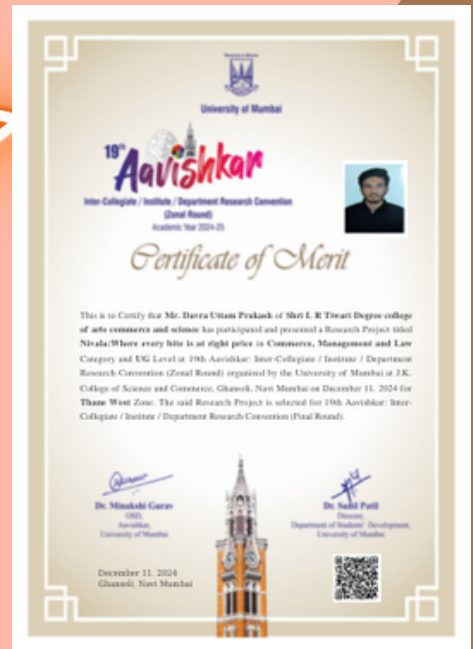 University of Mumbai
19th
Aavishkar
Inter-Collegiate / Institute / Department Research Convention
(Zonal Round)
Academic Year 2024-25
Certificate of Merit
This is to Certify that Mr. Davra Uttam Prakash of Shri L R Tiwari Degree college
of arts commerce and science has participated and presented a Research Project titled
Nivala:Where every bite is at right price in Commerce, Management and Law
Category and UG Level at 19th Aavishkar: Inter-Collegiate / Institute / Department
Research Convention (Zonal Round) organized by the University of Mumbai at J.K.
College of Science and Commerce, Ghansoli, Navi Mumbai on December 11, 2024 for
Thane West Zone. The said Research Project is selected for 19th Aavishkar: Inter-
Collegiate / Institute / Department Research Convention (Final Round).
Dr. Minakshi Gurav
OSD,
Aavishkar,
University of Mumbai
Dr. Sunil Patil
Director,
Department of Students' Development,
University of Mumbai
December 11, 2024
Ghansoli, Navi Mumbai